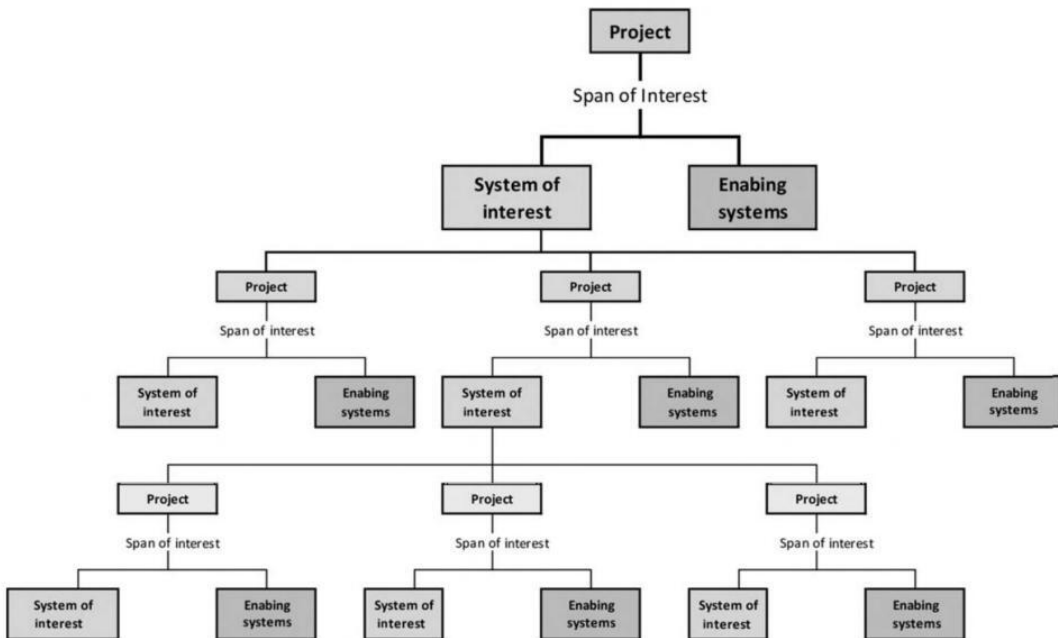 Project
Span of Interest
System of
interest
Enabing
systems
Project
Project
Project
Span of interest
Span of interest
Span of interest
System of
interest
Enabing
systems
System of
interest
Enabing
systems
System of
interest
Enabing
systems
Project
Project
Project
Span of interest
Span of interest
Span of interest
System of
interest
Enabing
systems
System of
interest
Enabing
systems
System of
interest
Enabing
systems